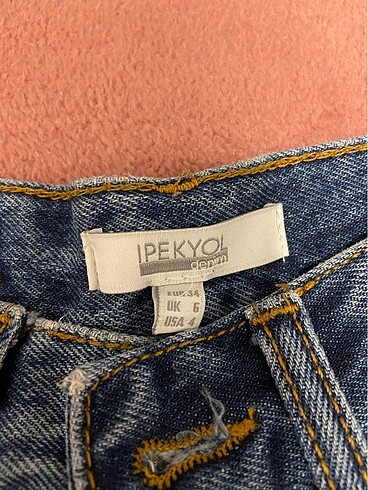 IPEKYOL
denim
EUR 34
UK 6
USA 4